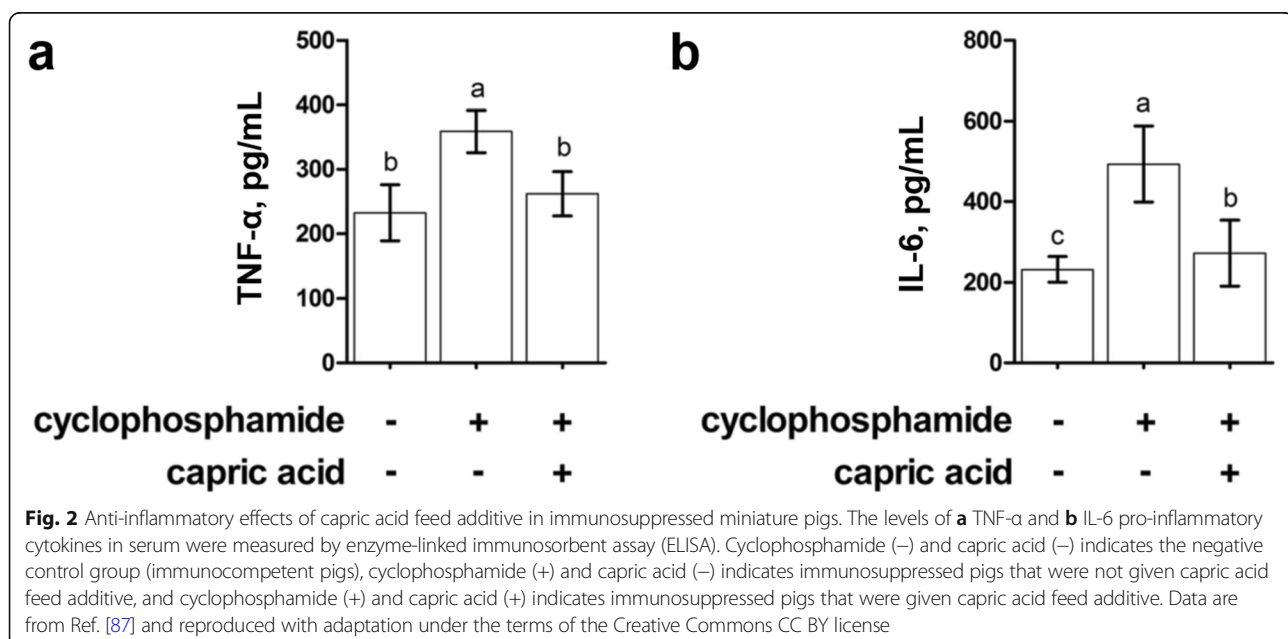 a
500
400
300
200
100
0
TNF-α, pg/mL
b
a
b
cyclophosphamide - + +
capric acid - - +
b
800
600
400
200
0
IL-6, pg/mL
c
a
b
cyclophosphamide - + +
capric acid - - +
Fig. 2 Anti-inflammatory effects of capric acid feed additive in immunosuppressed miniature pigs. The levels of a TNF-α and b IL-6 pro-inflammatory
cytokines in serum were measured by enzyme-linked immunosorbent assay (ELISA). Cyclophosphamide (−) and capric acid (−) indicates the negative
control group (immunocompetent pigs), cyclophosphamide (+) and capric acid (−) indicates immunosuppressed pigs that were not given capric acid
feed additive, and cyclophosphamide (+) and capric acid (+) indicates immunosuppressed pigs that were given capric acid feed additive. Data are
from Ref. [87] and reproduced with adaptation under the terms of the Creative Commons CC BY license